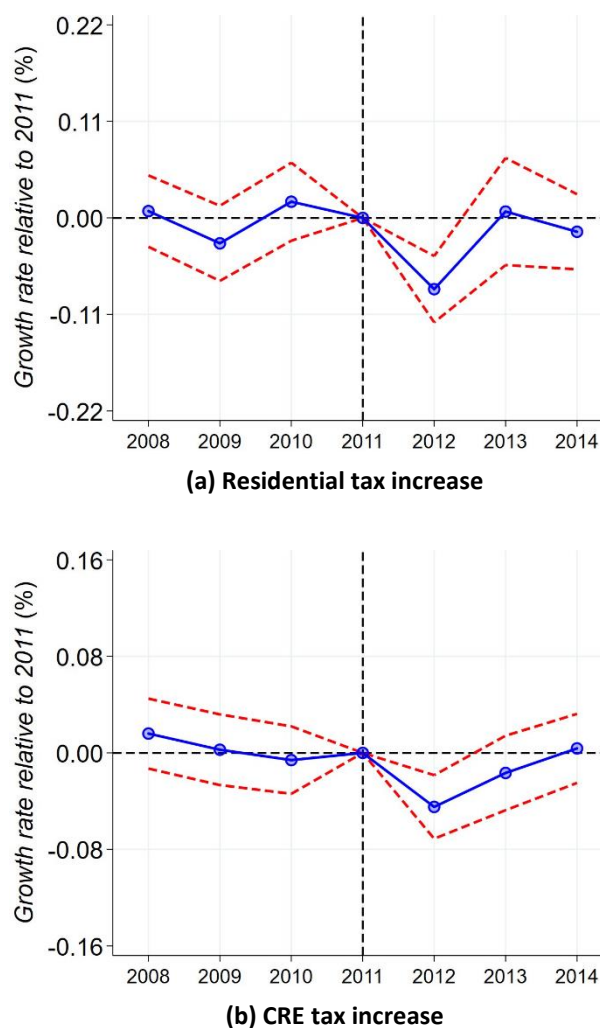 Growth rate relative to 2011 (%)
0.22
0.11
0.00
-0.11
-0.22
2008 2009 2010 2011 2012 2013 2014
(a) Residential tax increase
Growth rate relative to 2011 (%)
0.16
0.08
0.00
-0.08
-0.16
2008 2009 2010 2011 2012 2013 2014
(b) CRE tax increase